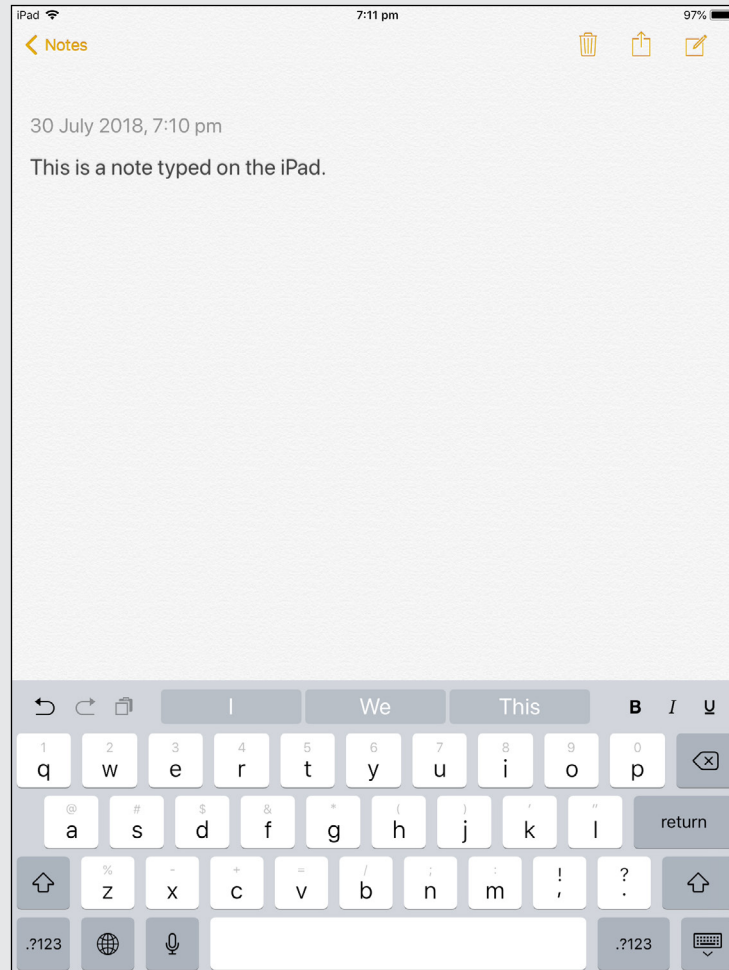 iPad 7:11 pm 97%
Notes
30 July 2018, 7:10 pm
This is a note typed on the iPad.
I We This B I U
1 2 3 4 5 6 7 8 9 0
q w e r t y u i o p
@ # $ & * ( ) ' "
a s d f g h j k l return
% - + = / ; : ! ?
z x c v b n m , .
.?123 .?123